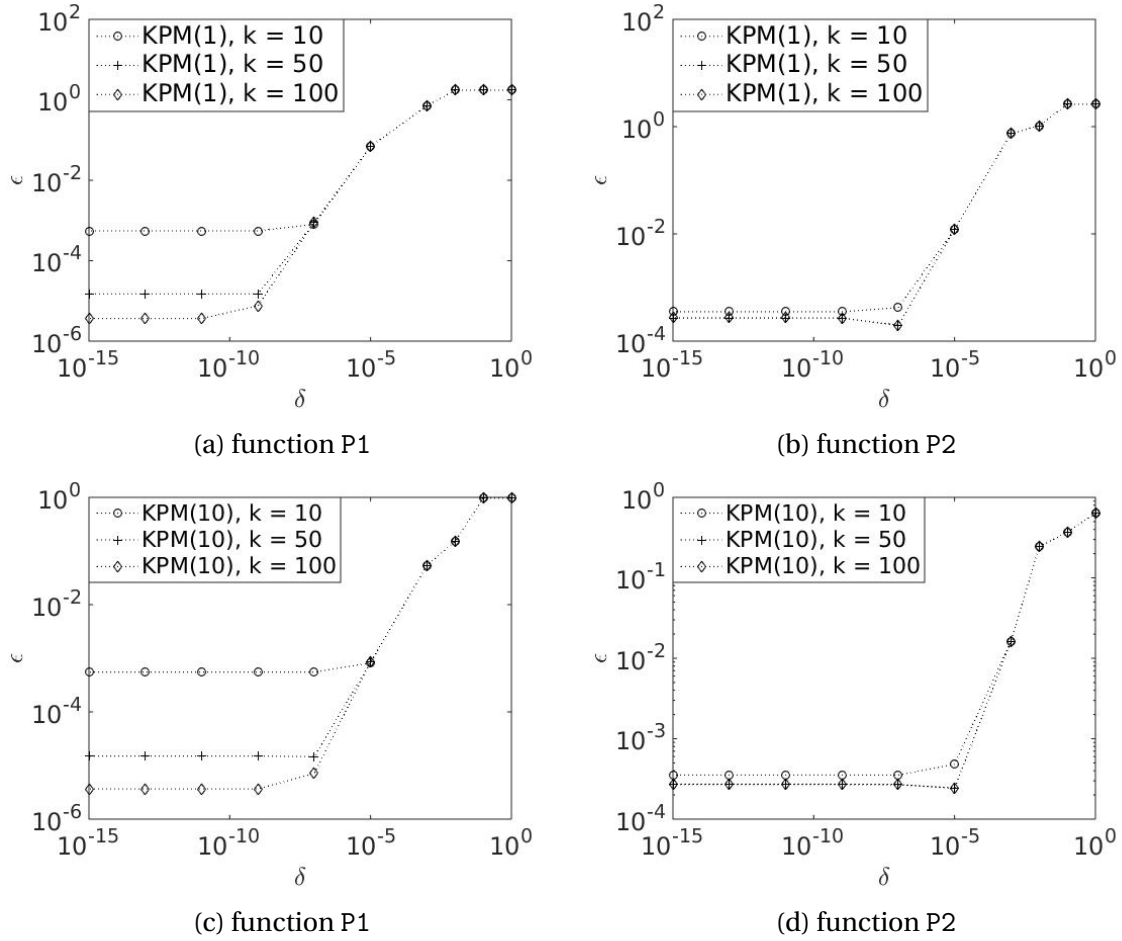 10^2
10^0
10^-2
10^-4
10^-6
ϵ
KPM(1), k = 10
KPM(1), k = 50
KPM(1), k = 100
10^-15
10^-10
10^-5
10^0
δ
(a) function P1
10^2
10^0
10^-2
10^-4
ϵ
KPM(1), k = 10
KPM(1), k = 50
KPM(1), k = 100
10^-15
10^-10
10^-5
10^0
δ
(b) function P2
10^0
10^-2
10^-4
10^-6
ϵ
KPM(10), k = 10
KPM(10), k = 50
KPM(10), k = 100
10^-15
10^-10
10^-5
10^0
δ
(c) function P1
10^0
10^-1
10^-2
10^-3
10^-4
ϵ
KPM(10), k = 10
KPM(10), k = 50
KPM(10), k = 100
10^-15
10^-10
10^-5
10^0
δ
(d) function P2